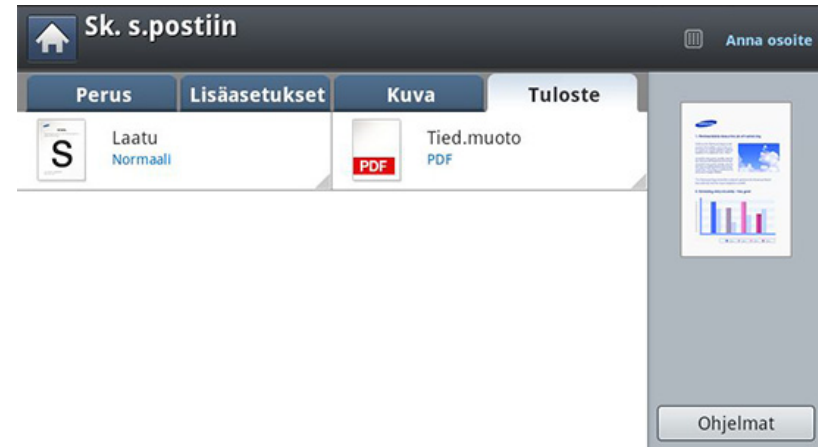 Sk. s.postiin
Anna osoite
Perus
Lisäasetukset
Kuva
Tuloste
S
Laatu
Normaali
PDF
Tied.muoto
PDF
Ohjelmat